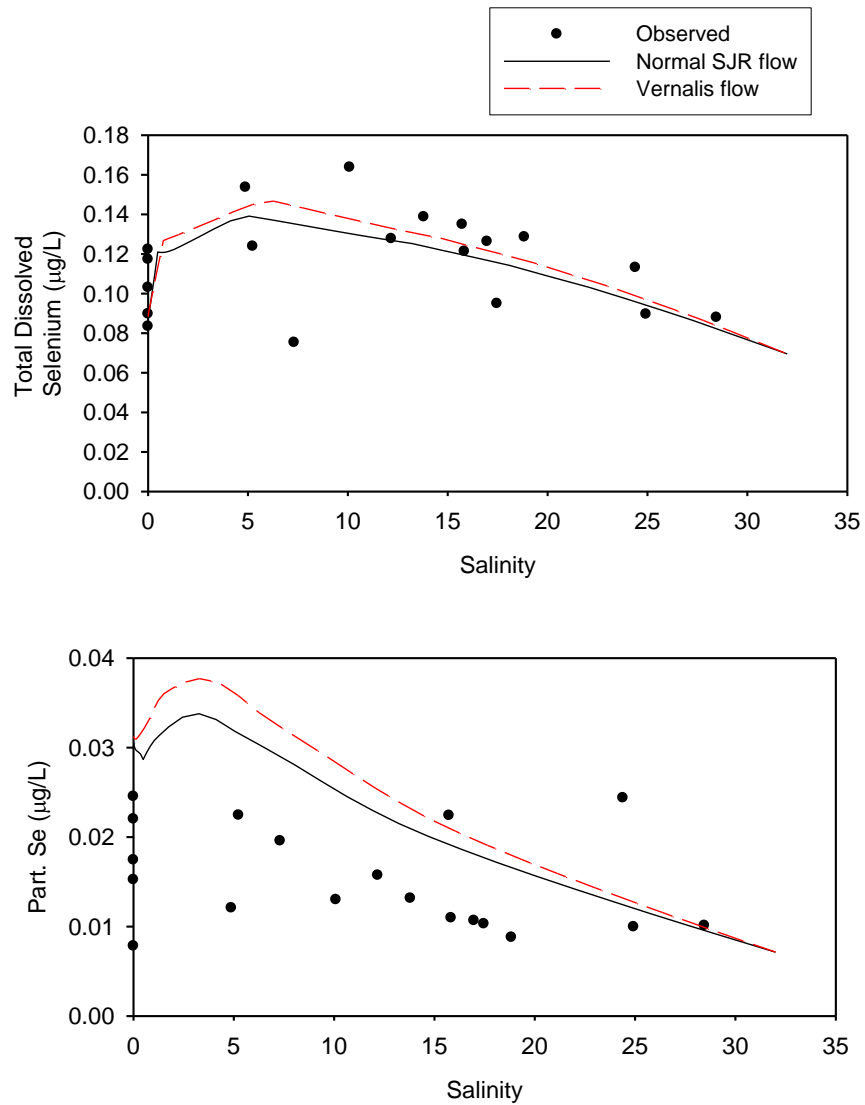 Observed
Normal SJR flow
Vernalis flow
Total Dissolved
Selenium (µg/L)
0.18
0.16
0.14
0.12
0.10
0.08
0.06
0.04
0.02
0.00
0 5 10 15 20 25 30 35
Salinity
Part. Se (µg/L)
0.04
0.03
0.02
0.01
0.00
0 5 10 15 20 25 30 35
Salinity